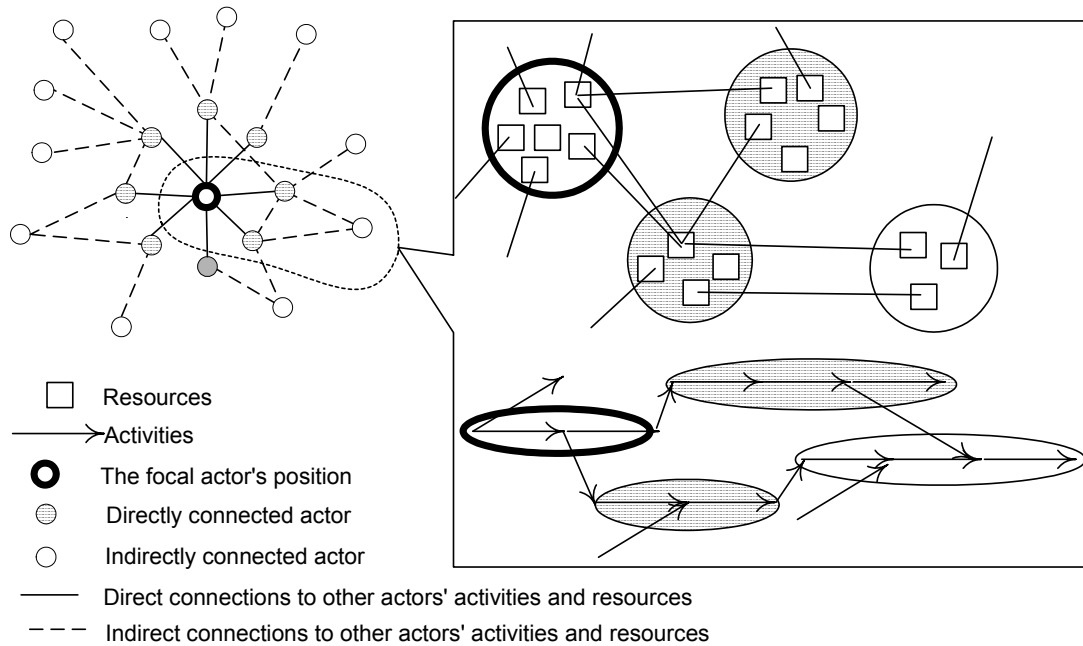 Resources
Activities
The focal actor's position
Directly connected actor
Indirectly connected actor
Direct connections to other actors' activities and resources
Indirect connections to other actors' activities and resources